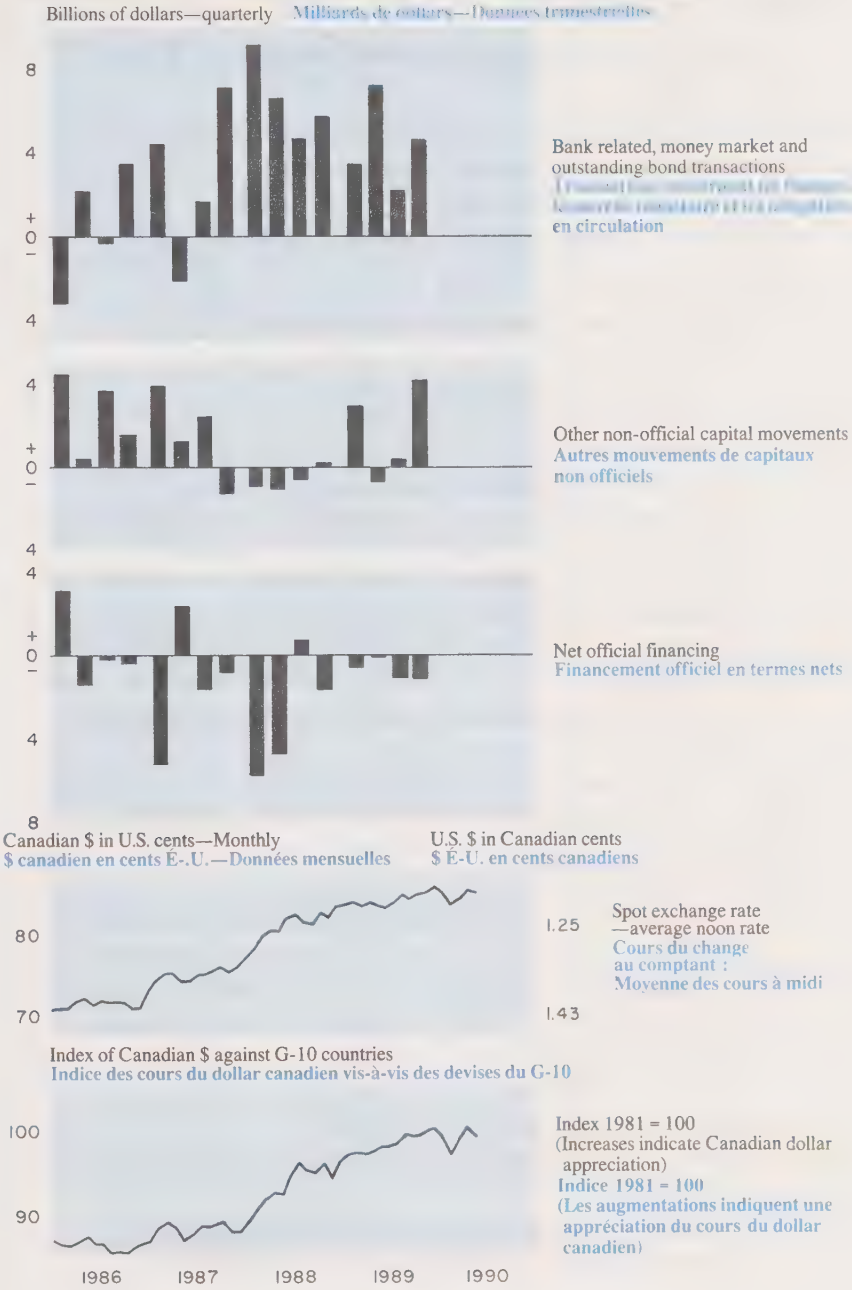 Billions of dollars—quarterly Milliards de dollars—Données trimestrielles
8
4
+
0
–
4
Bank related, money market and
outstanding bond transactions
en circulation
4
+
0
–
4
Other non-official capital movements
Autres mouvements de capitaux
non officiels
4
+
0
–
4
8
Net official financing
Financement officiel en termes nets
Canadian $ in U.S. cents—Monthly
$ canadien en cents É-.U.—Données mensuelles
U.S. $ in Canadian cents
$ É-U. en cents canadiens
80
70
1.25
1.43
Spot exchange rate
—average noon rate
Cours du change
au comptant :
Moyenne des cours à midi
Index of Canadian $ against G-10 countries
Indice des cours du dollar canadien vis-à-vis des devises du G-10
100
90
Index 1981 = 100
(Increases indicate Canadian dollar
appreciation)
Indice 1981 = 100
(Les augmentations indiquent une
appréciation du cours du dollar
canadien)
1986 1987 1988 1989 1990